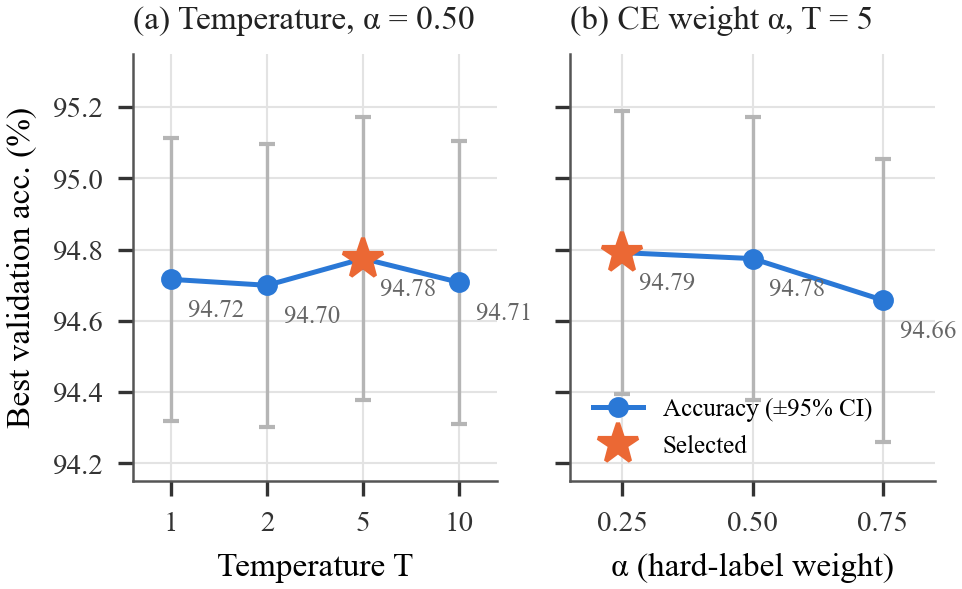 (a) Temperature, α = 0.50
(b) CE weight α, T = 5
Best validation acc. (%)
95.2
95.0
94.8
94.6
94.4
94.2
94.72
94.70
94.78
94.71
94.79
94.78
94.66
Accuracy (±95% CI)
Selected
1
2
5
10
0.25
0.50
0.75
Temperature T
α (hard-label weight)